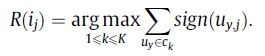 R(i_j) = arg max_{1⩽k⩽K} ∑_{u_y∈c_k} sign(u_{y,j}).